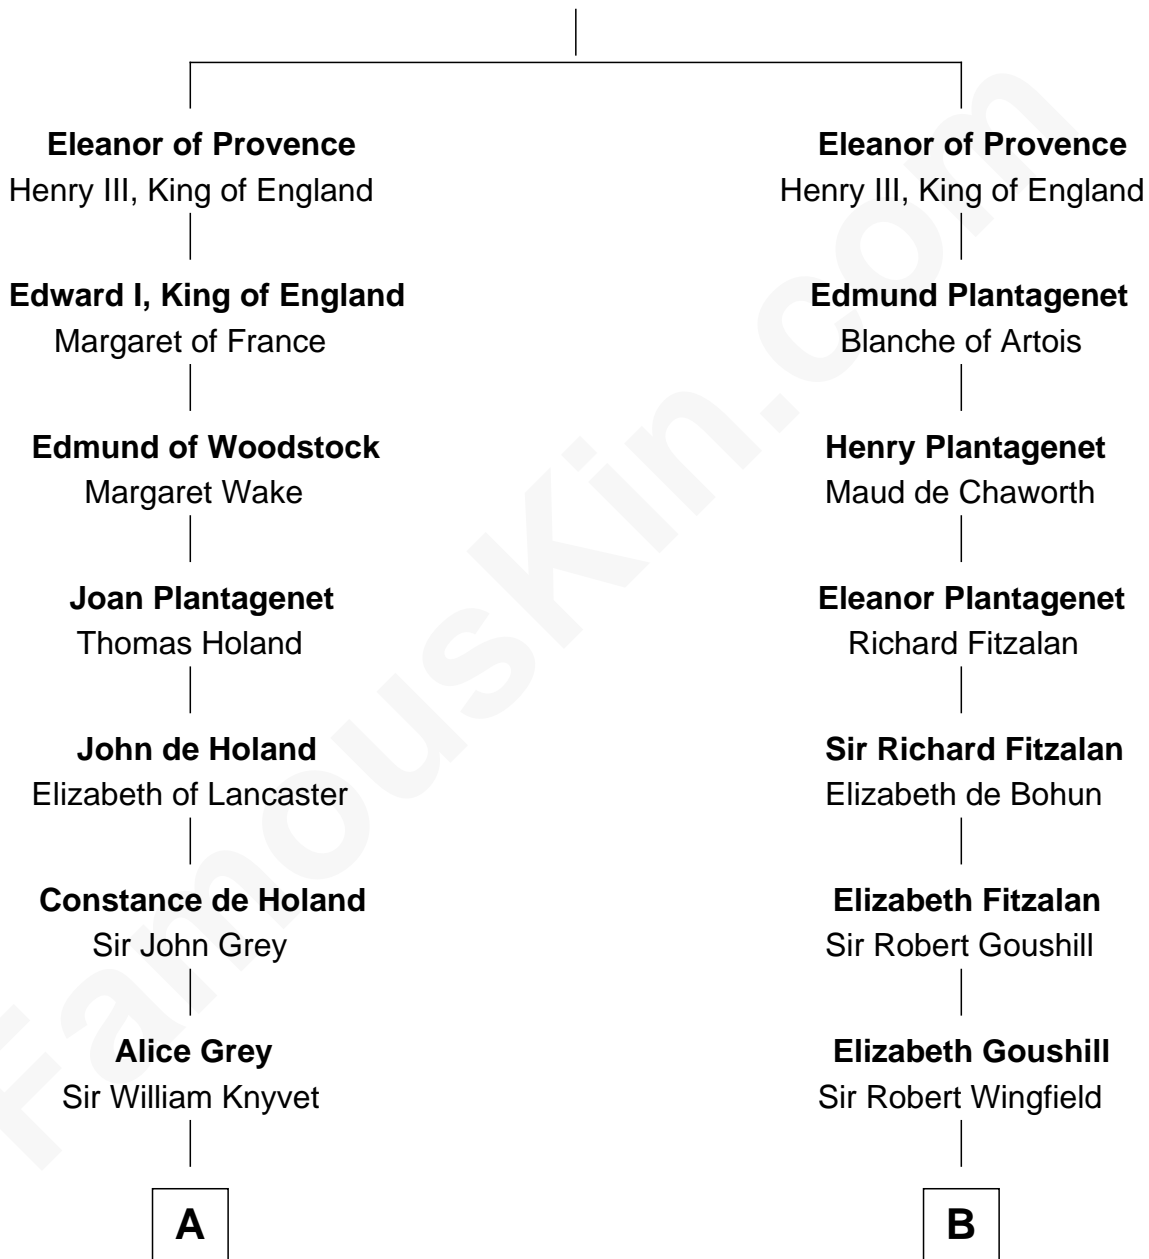 Eleanor of Provence
Henry III, King of England
Edward I, King of England
Margaret of France
Edmund of Woodstock
Margaret Wake
Joan Plantagenet
Thomas Holand
John de Holand
Elizabeth of Lancaster
Constance de Holand
Sir John Grey
Alice Grey
Sir William Knyvet
A
Eleanor of Provence
Henry III, King of England
Edmund Plantagenet
Blanche of Artois
Henry Plantagenet
Maud de Chaworth
Eleanor Plantagenet
Richard Fitzalan
Sir Richard Fitzalan
Elizabeth de Bohun
Elizabeth Fitzalan
Sir Robert Goushill
Elizabeth Goushill
Sir Robert Wingfield
B
FamousKin.com